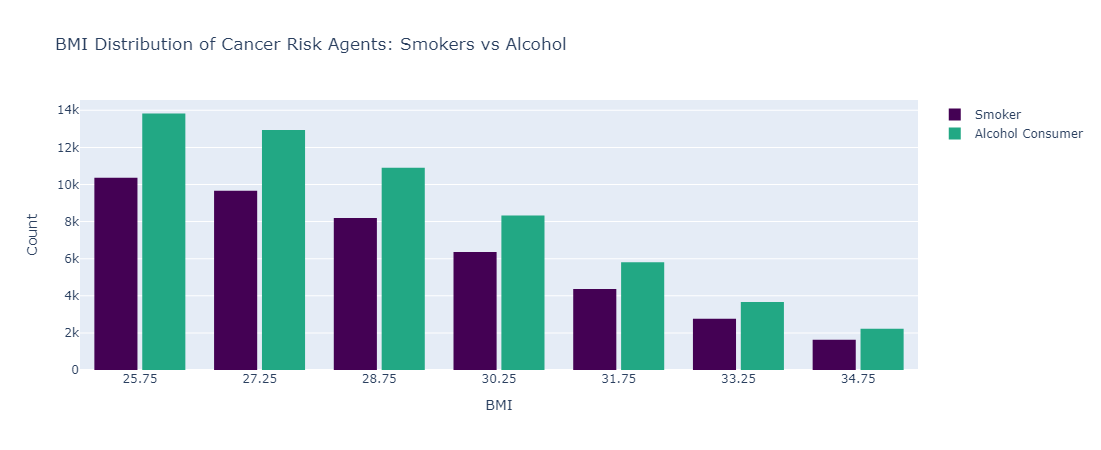 BMI Distribution of Cancer Risk Agents: Smokers vs Alcohol
Smoker
Alcohol Consumer
Count
14k
12k
10k
8k
6k
4k
2k
0
25.75 27.25 28.75 30.25 31.75 33.25 34.75
BMI